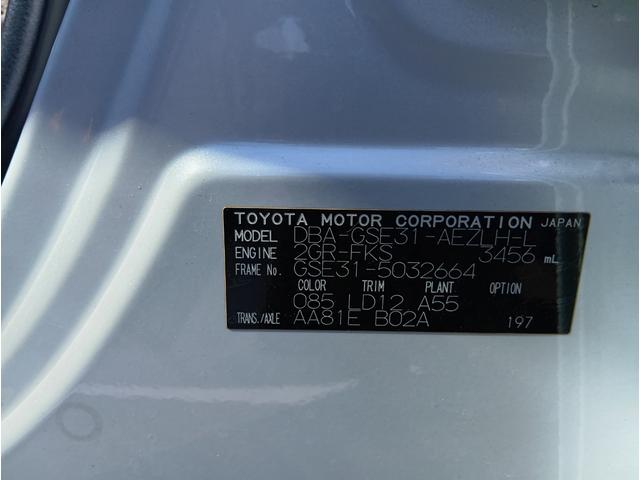 TOYOTA MOTOR CORPORATION JAPAN
MODEL DBA-GSE31-AEZLH-L
ENGINE 2GR-FKS 3456 mL
FRAME No. GSE31-5032664
COLOR TRIM PLANT OPTION
085 LD12 A55
TRANS./AXLE AA81E B02A 197